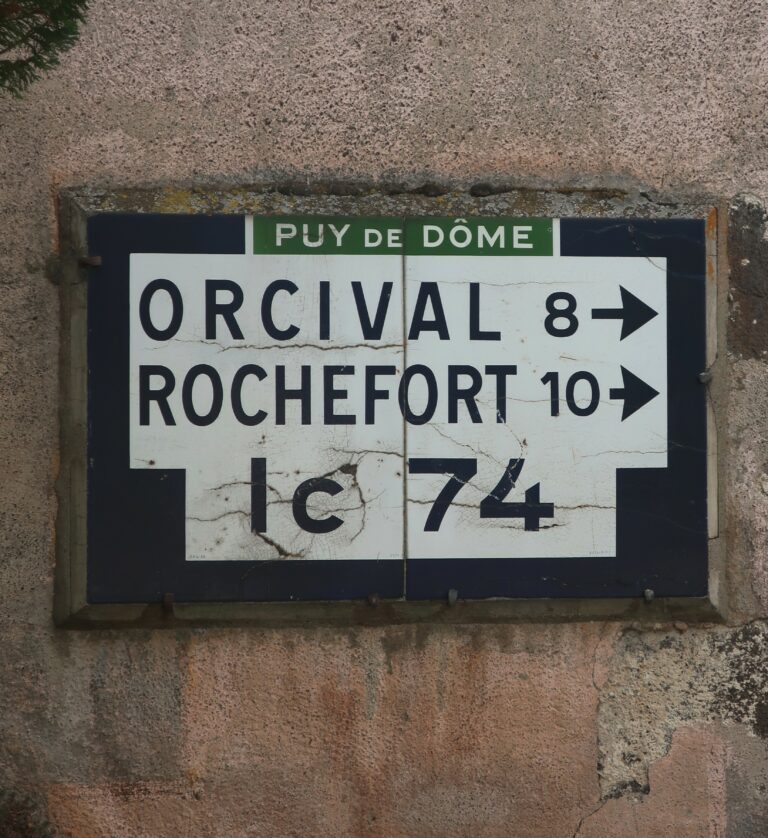 PUY DE DÔME
ORCIVAL 8 →
ROCHEFORT 10 →
Ic 74